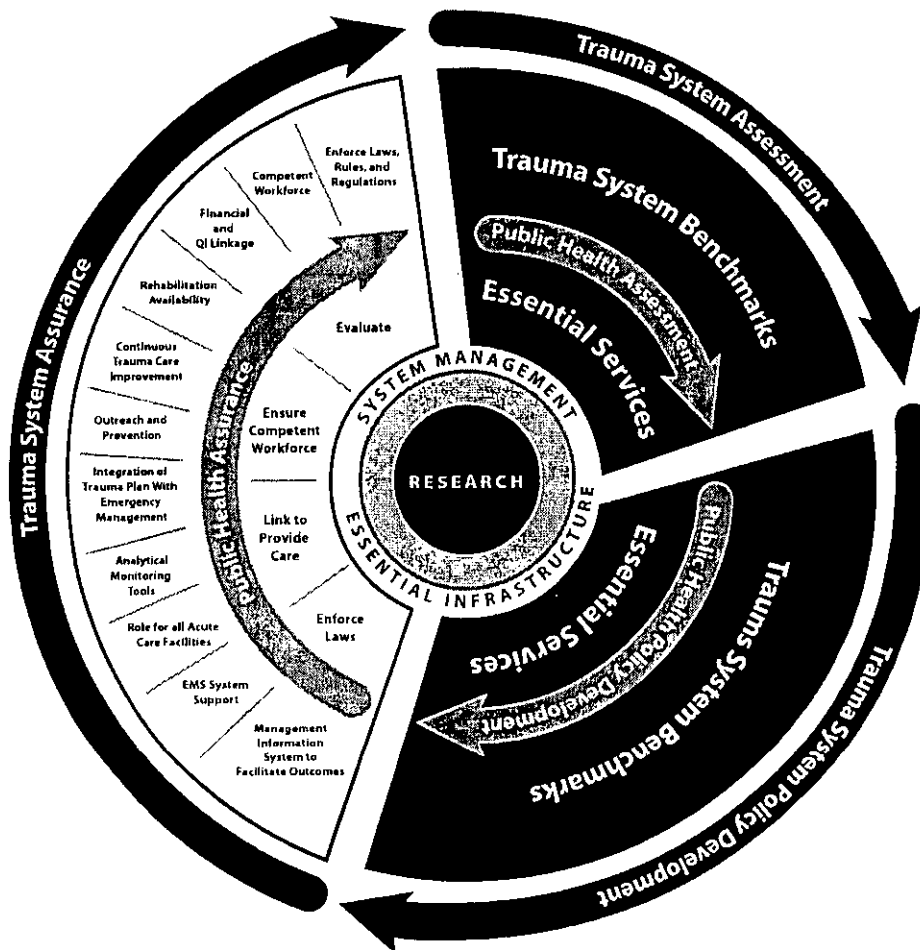 Trauma System Assessment
Trauma System Benchmarks
Public Health Assessment
Essential Services
Trauma System Policy Development
Traums System Benchmarks
Public Health Policy Development
Essential Services
Trauma System Assurance
Enforce Laws,
Rules, and
Regulations
Competent
Workforce
Financial
and
QI Linkage
Rehabilitation
Availability
Continuous
Trauma Care
Improvement
Outreach and
Prevention
Integration of
Trauma Plan With
Emergency
Management
Analytical
Monitoring
Tools
Role for all Acute
Care Facilities
EMS System
Support
Management
Information
System to
Facilitate Outcomes
Public Health Assurance
Evaluate
Ensure
Competent
Workforce
Link to
Provide
Care
Enforce
Laws
SYSTEM MANAGEMENT
RESEARCH
ESSENTIAL INFRASTRUCTURE